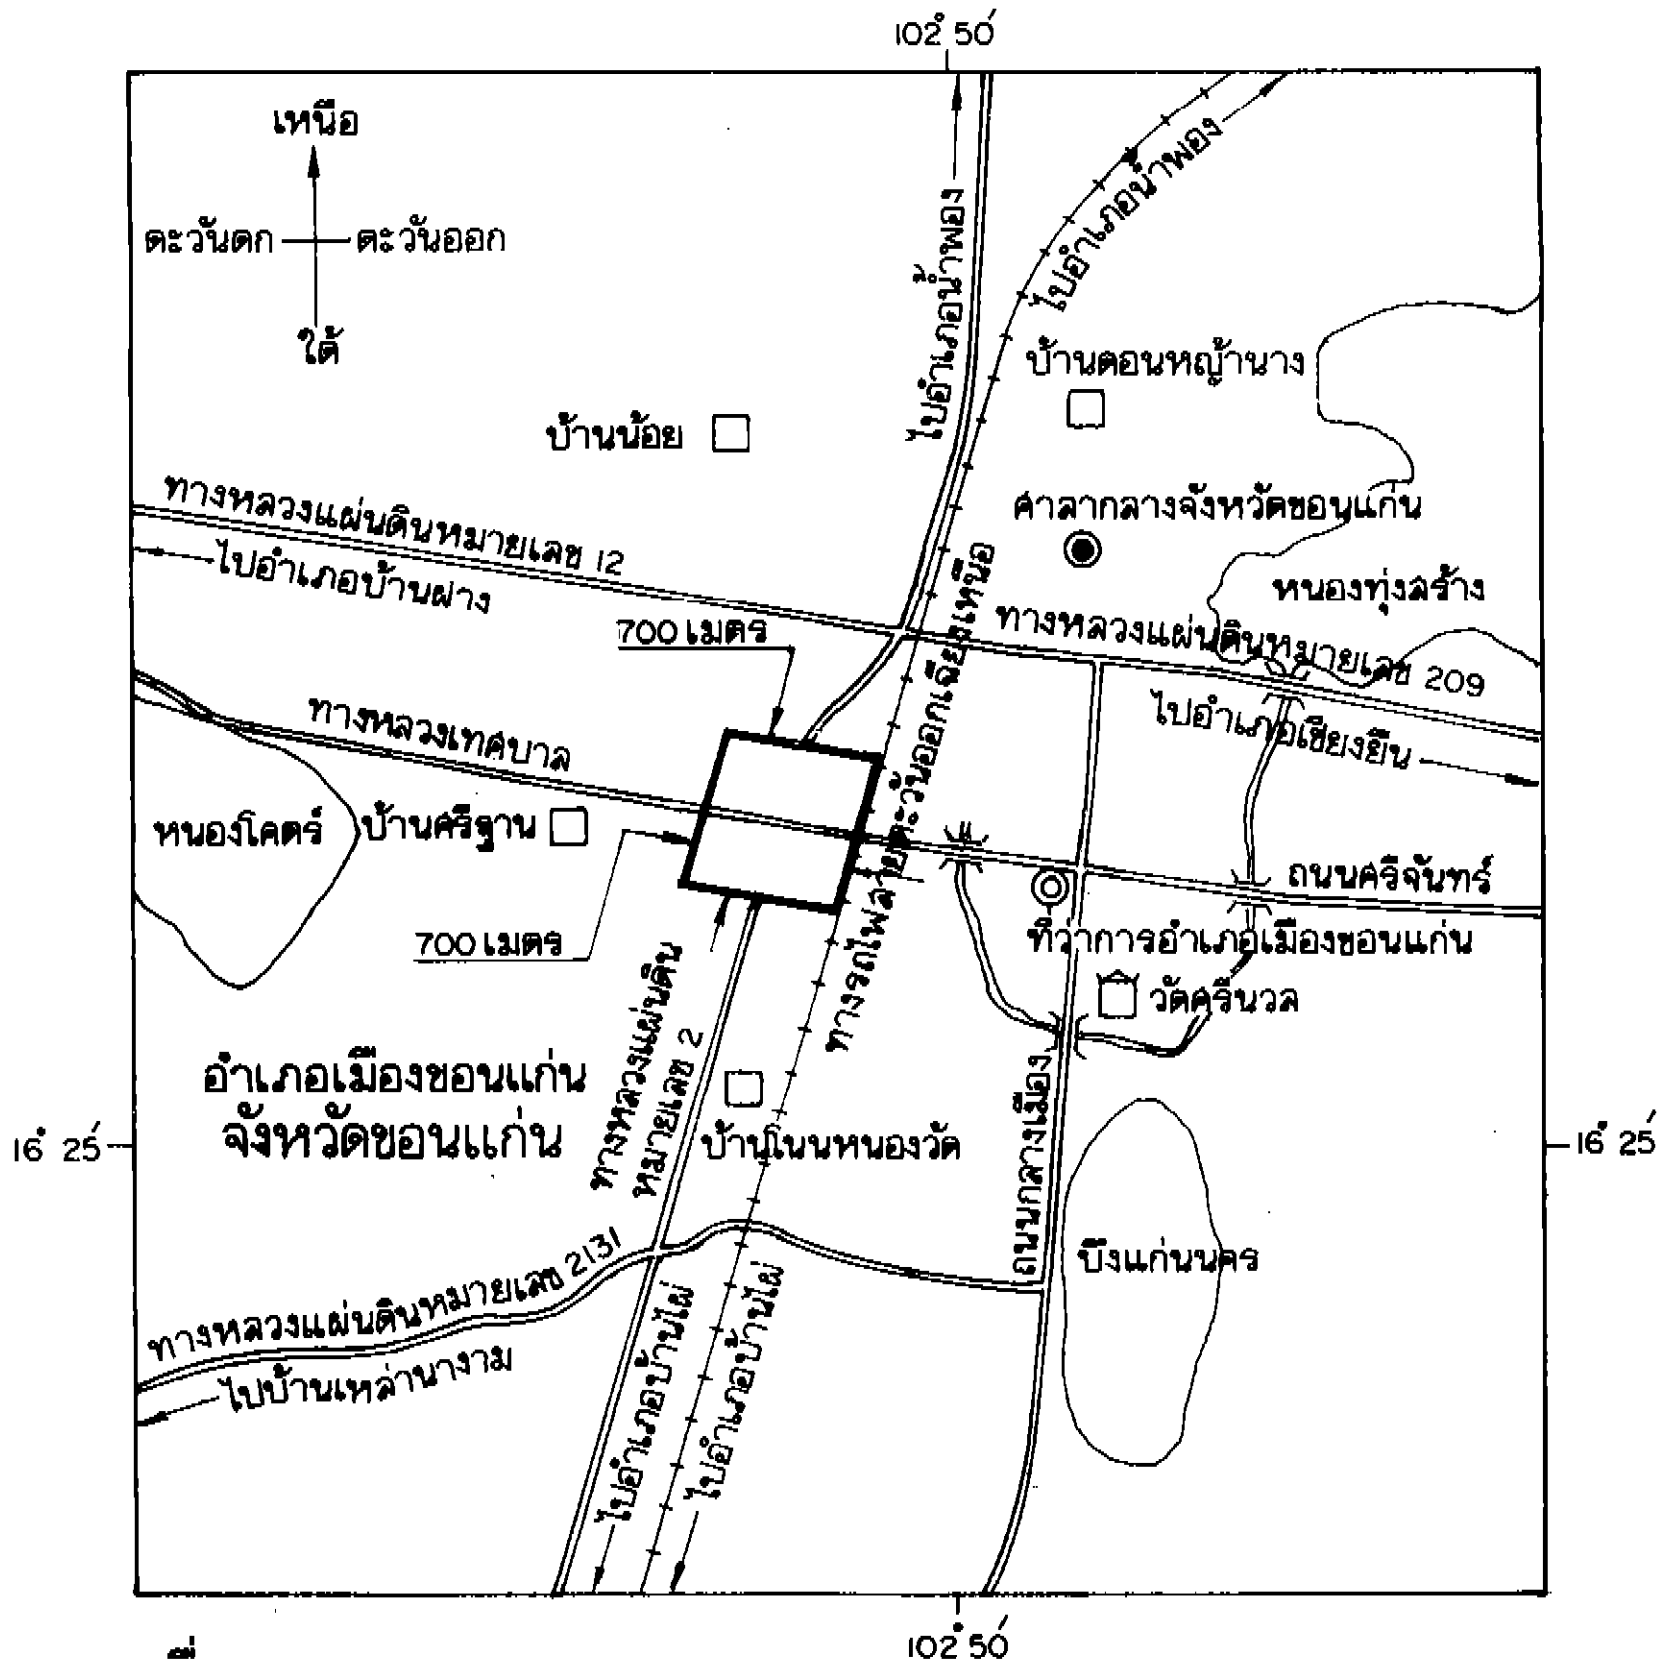 102° 50′
เหนือ
ตะวันตก
ตะวันออก
ใต้
ไปอำเภอน้ำพอง
ไปอำเภอน้ำพอง
บ้านดอนหญ้านาง
บ้านน้อย
ทางหลวงแผ่นดินหมายเลข 12
ไปอำเภอบ้านฝาง
ศาลากลางจังหวัดขอนแก่น
หนองทุ่งสร้าง
ทางหลวงแผ่นดินหมายเลข 209
ไปอำเภอเชียงยืน
700 เมตร
ทางหลวงเทศบาล
หนองโคตร์
บ้านศรีฐาน
ทางรถไฟสายตะวันออกเฉียงเหนือ
ถนนศรีจันทร์
700 เมตร
ที่ว่าการอำเภอเมืองขอนแก่น
วัดศรีนวล
ทางหลวงแผ่นดิน
หมายเลข 2
อำเภอเมืองขอนแก่น
จังหวัดขอนแก่น
บ้านโนนหนองวัด
ถนนกลางเมือง
16° 25′
16° 25′
บึงแก่นนคร
ทางหลวงแผ่นดินหมายเลข 2131
ไปบ้านเหล่านางาม
ไปอำเภอบ้านไผ่
ไปอำเภอบ้านไผ่
102° 50′